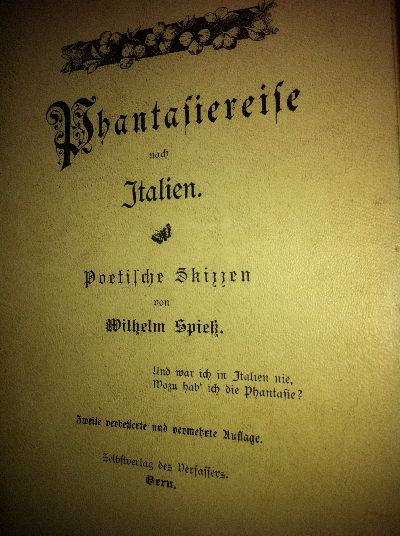 Phantasiereise
nach
Italien.
Poetische Skizzen
von
Wilhelm Spieß.
Und war ich in Italien nie,
Wozu hab' ich die Phantasie?
Zweite verbesserte und vermehrte Auflage.
Selbstverlag des Verfassers.
Bern.